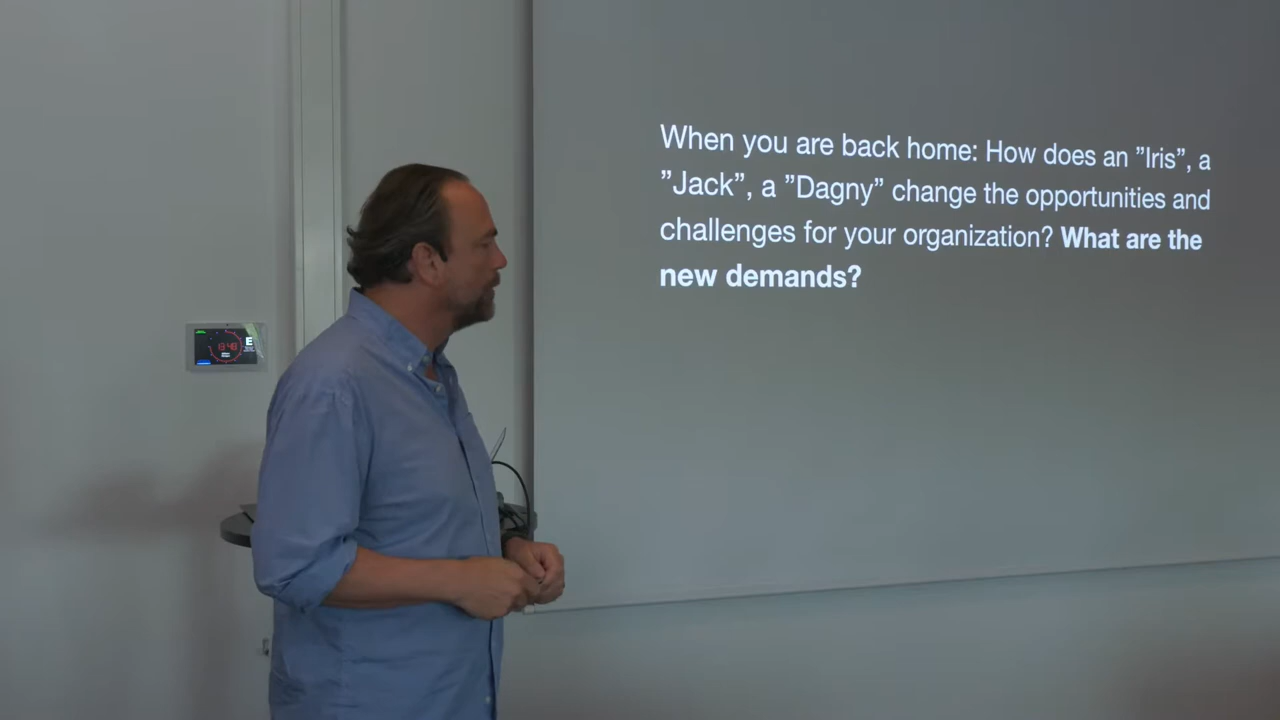 When you are back home: How does an ”Iris”, a
”Jack”, a ”Dagny” change the opportunities and
challenges for your organization? What are the
new demands?
E